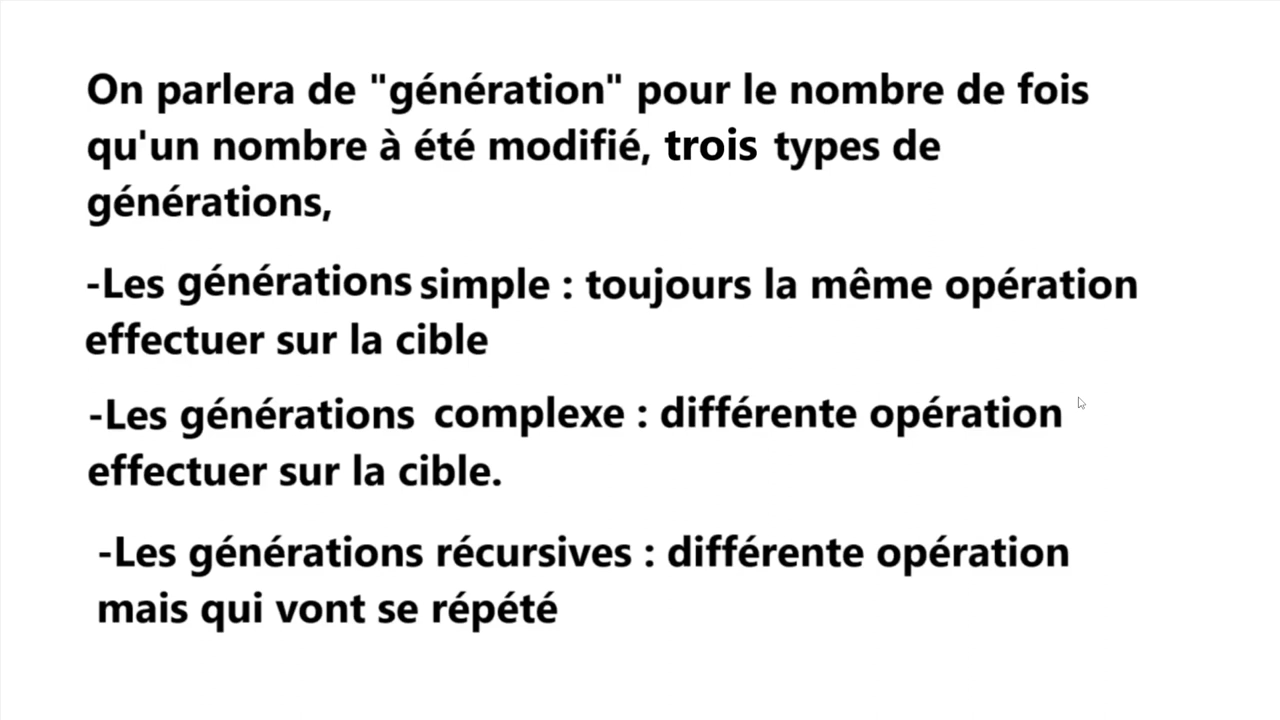 On parlera de "génération" pour le nombre de fois
qu'un nombre à été modifié, trois types de
générations,
-Les générations simple : toujours la même opération
effectuer sur la cible
-Les générations complexe : différente opération
effectuer sur la cible.
-Les générations récursives : différente opération
mais qui vont se répété